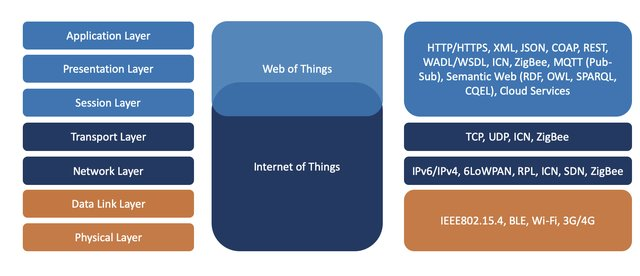 Application Layer
Presentation Layer
Session Layer
Transport Layer
Network Layer
Data Link Layer
Physical Layer
Web of Things
Internet of Things
HTTP/HTTPS, XML, JSON, COAP, REST,
WADL/WSDL, ICN, ZigBee, MQTT (Pub-
Sub), Semantic Web (RDF, OWL, SPARQL,
CQEL), Cloud Services
TCP, UDP, ICN, ZigBee
IPv6/IPv4, 6LoWPAN, RPL, ICN, SDN, ZigBee
IEEE802.15.4, BLE, Wi-Fi, 3G/4G